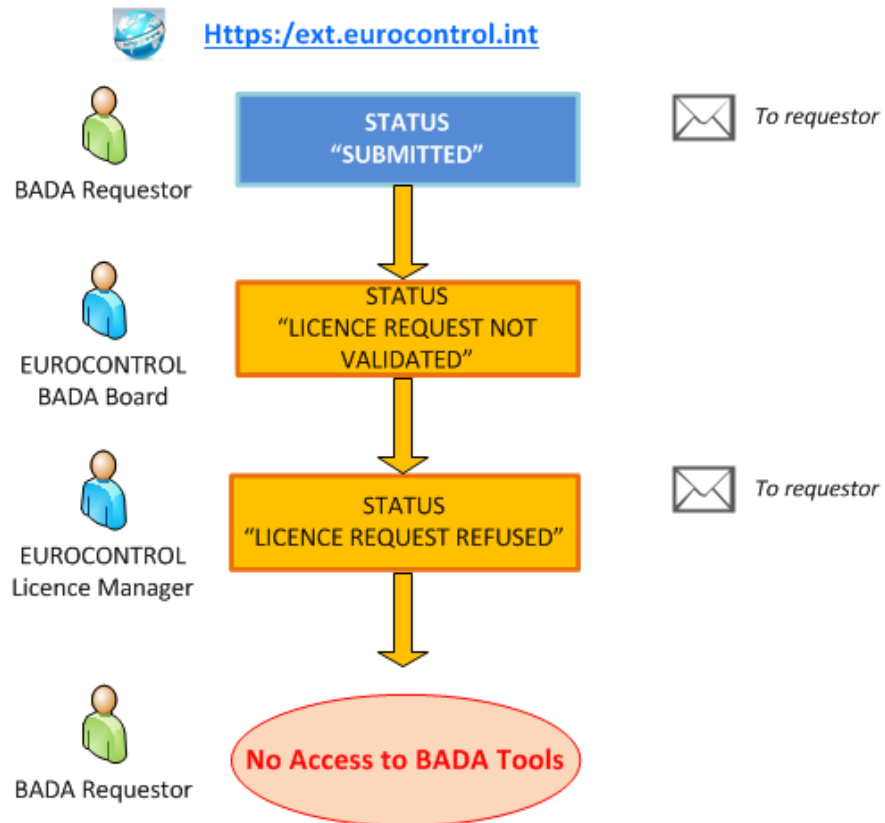 Https:/ext.eurocontrol.int
STATUS
“SUBMITTED”
To requestor
BADA Requestor
STATUS
“LICENCE REQUEST NOT
VALIDATED”
EUROCONTROL
BADA Board
STATUS
“LICENCE REQUEST REFUSED”
To requestor
EUROCONTROL
Licence Manager
No Access to BADA Tools
BADA Requestor